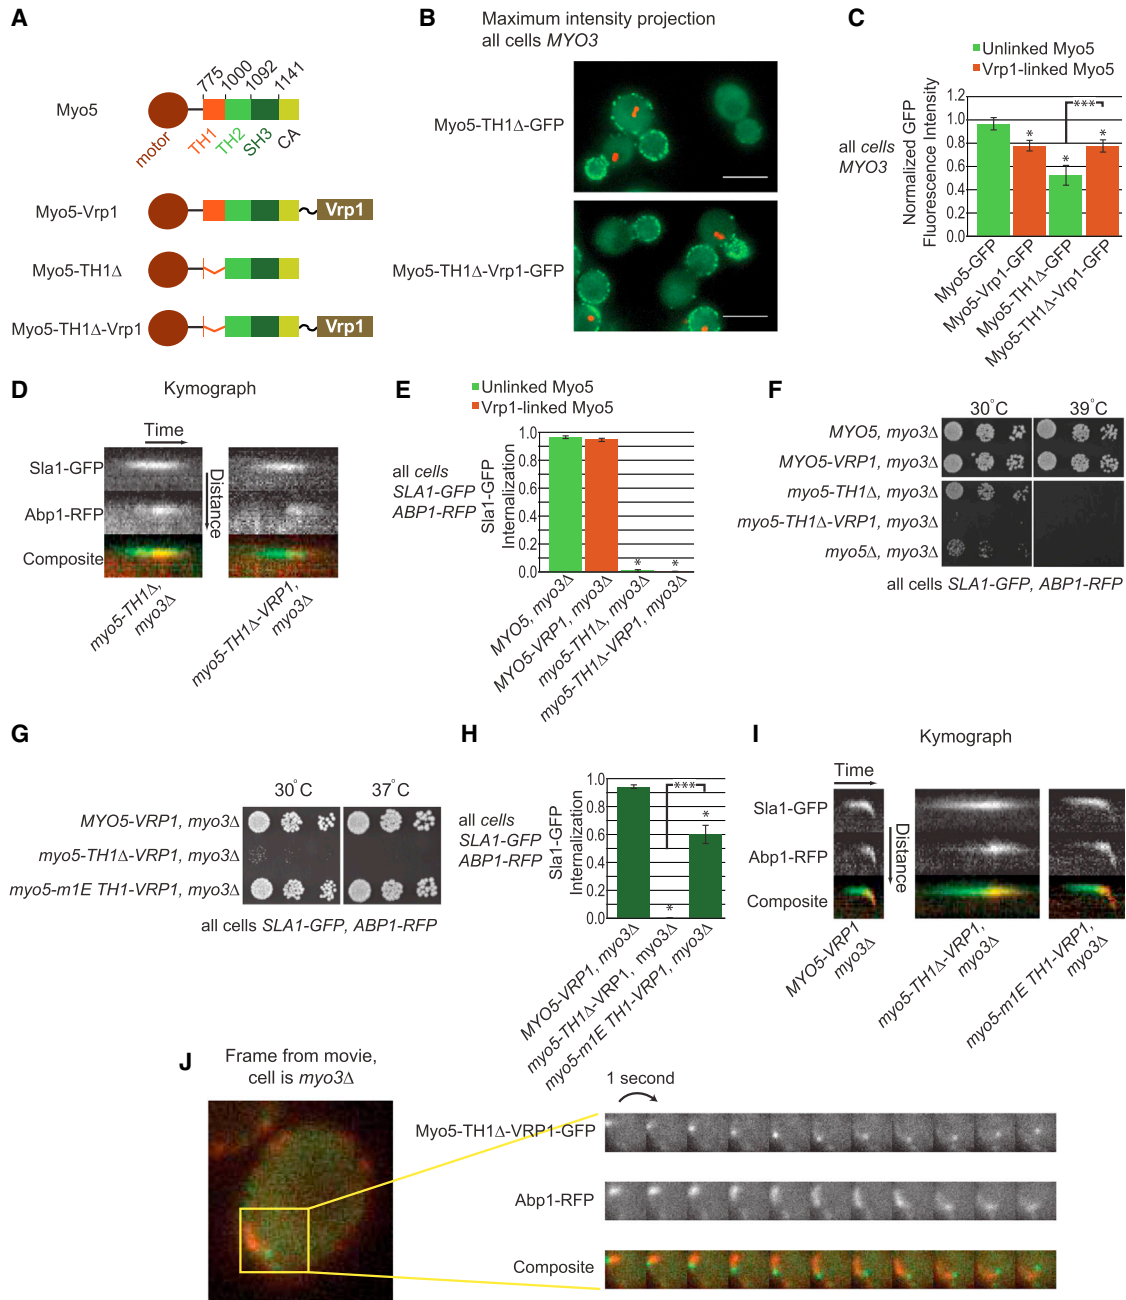 A
775
1000
1092
1141
Myo5
motor
TH1
TH2
SH3
CA
Myo5-Vrp1
Vrp1
Myo5-TH1Δ
Myo5-TH1Δ-Vrp1
Vrp1
B
Maximum intensity projection
all cells MYO3
Myo5-TH1Δ-GFP
Myo5-TH1Δ-Vrp1-GFP
C
Unlinked Myo5
Vrp1-linked Myo5
all cells
MYO3
Normalized GFP
Fluorescence Intensity
1.2
1.0
0.8
0.6
0.4
0.2
0.0
*
*
***
*
Myo5-GFP
Myo5-Vrp1-GFP
Myo5-TH1Δ-GFP
Myo5-TH1Δ-Vrp1-GFP
D
Kymograph
Time
Distance
Sla1-GFP
Abp1-RFP
Composite
myo5-TH1Δ,
myo3Δ
myo5-TH1Δ-VRP1,
myo3Δ
E
Unlinked Myo5
Vrp1-linked Myo5
all cells
SLA1-GFP
ABP1-RFP
Sla1-GFP
Internalization
1.0
0.8
0.6
0.4
0.2
0.0
*
*
MYO5, myo3Δ
MYO5-VRP1, myo3Δ
myo5-TH1Δ, myo3Δ
myo5-TH1Δ-VRP1, myo3Δ
F
30°C
39°C
MYO5, myo3Δ
MYO5-VRP1, myo3Δ
myo5-TH1Δ, myo3Δ
myo5-TH1Δ-VRP1, myo3Δ
myo5Δ, myo3Δ
all cells SLA1-GFP, ABP1-RFP
G
30°C
37°C
MYO5-VRP1, myo3Δ
myo5-TH1Δ-VRP1, myo3Δ
myo5-m1E TH1-VRP1, myo3Δ
all cells SLA1-GFP, ABP1-RFP
H
all cells
SLA1-GFP
ABP1-RFP
Sla1-GFP
Internalization
1.0
0.8
0.6
0.4
0.2
0.0
***
*
*
MYO5-VRP1, myo3Δ
myo5-TH1Δ-VRP1, myo3Δ
myo5-m1E TH1-VRP1, myo3Δ
I
Kymograph
Time
Distance
Sla1-GFP
Abp1-RFP
Composite
MYO5-VRP1
myo3Δ
myo5-TH1Δ-VRP1,
myo3Δ
myo5-m1E TH1-VRP1,
myo3Δ
J
Frame from movie,
cell is myo3Δ
1 second
Myo5-TH1Δ-VRP1-GFP
Abp1-RFP
Composite